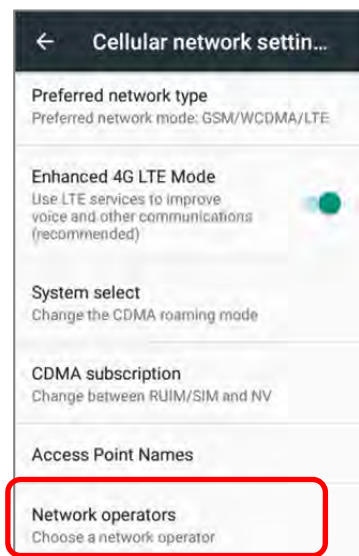 Cellular network settin...
Preferred network type
Preferred network mode: GSM/WCDMA/LTE
Enhanced 4G LTE Mode
Use LTE services to improve
voice and other communications
(recommended)
System select
Change the CDMA roaming mode
CDMA subscription
Change between RUIM/SIM and NV
Access Point Names
Network operators
Choose a network operator